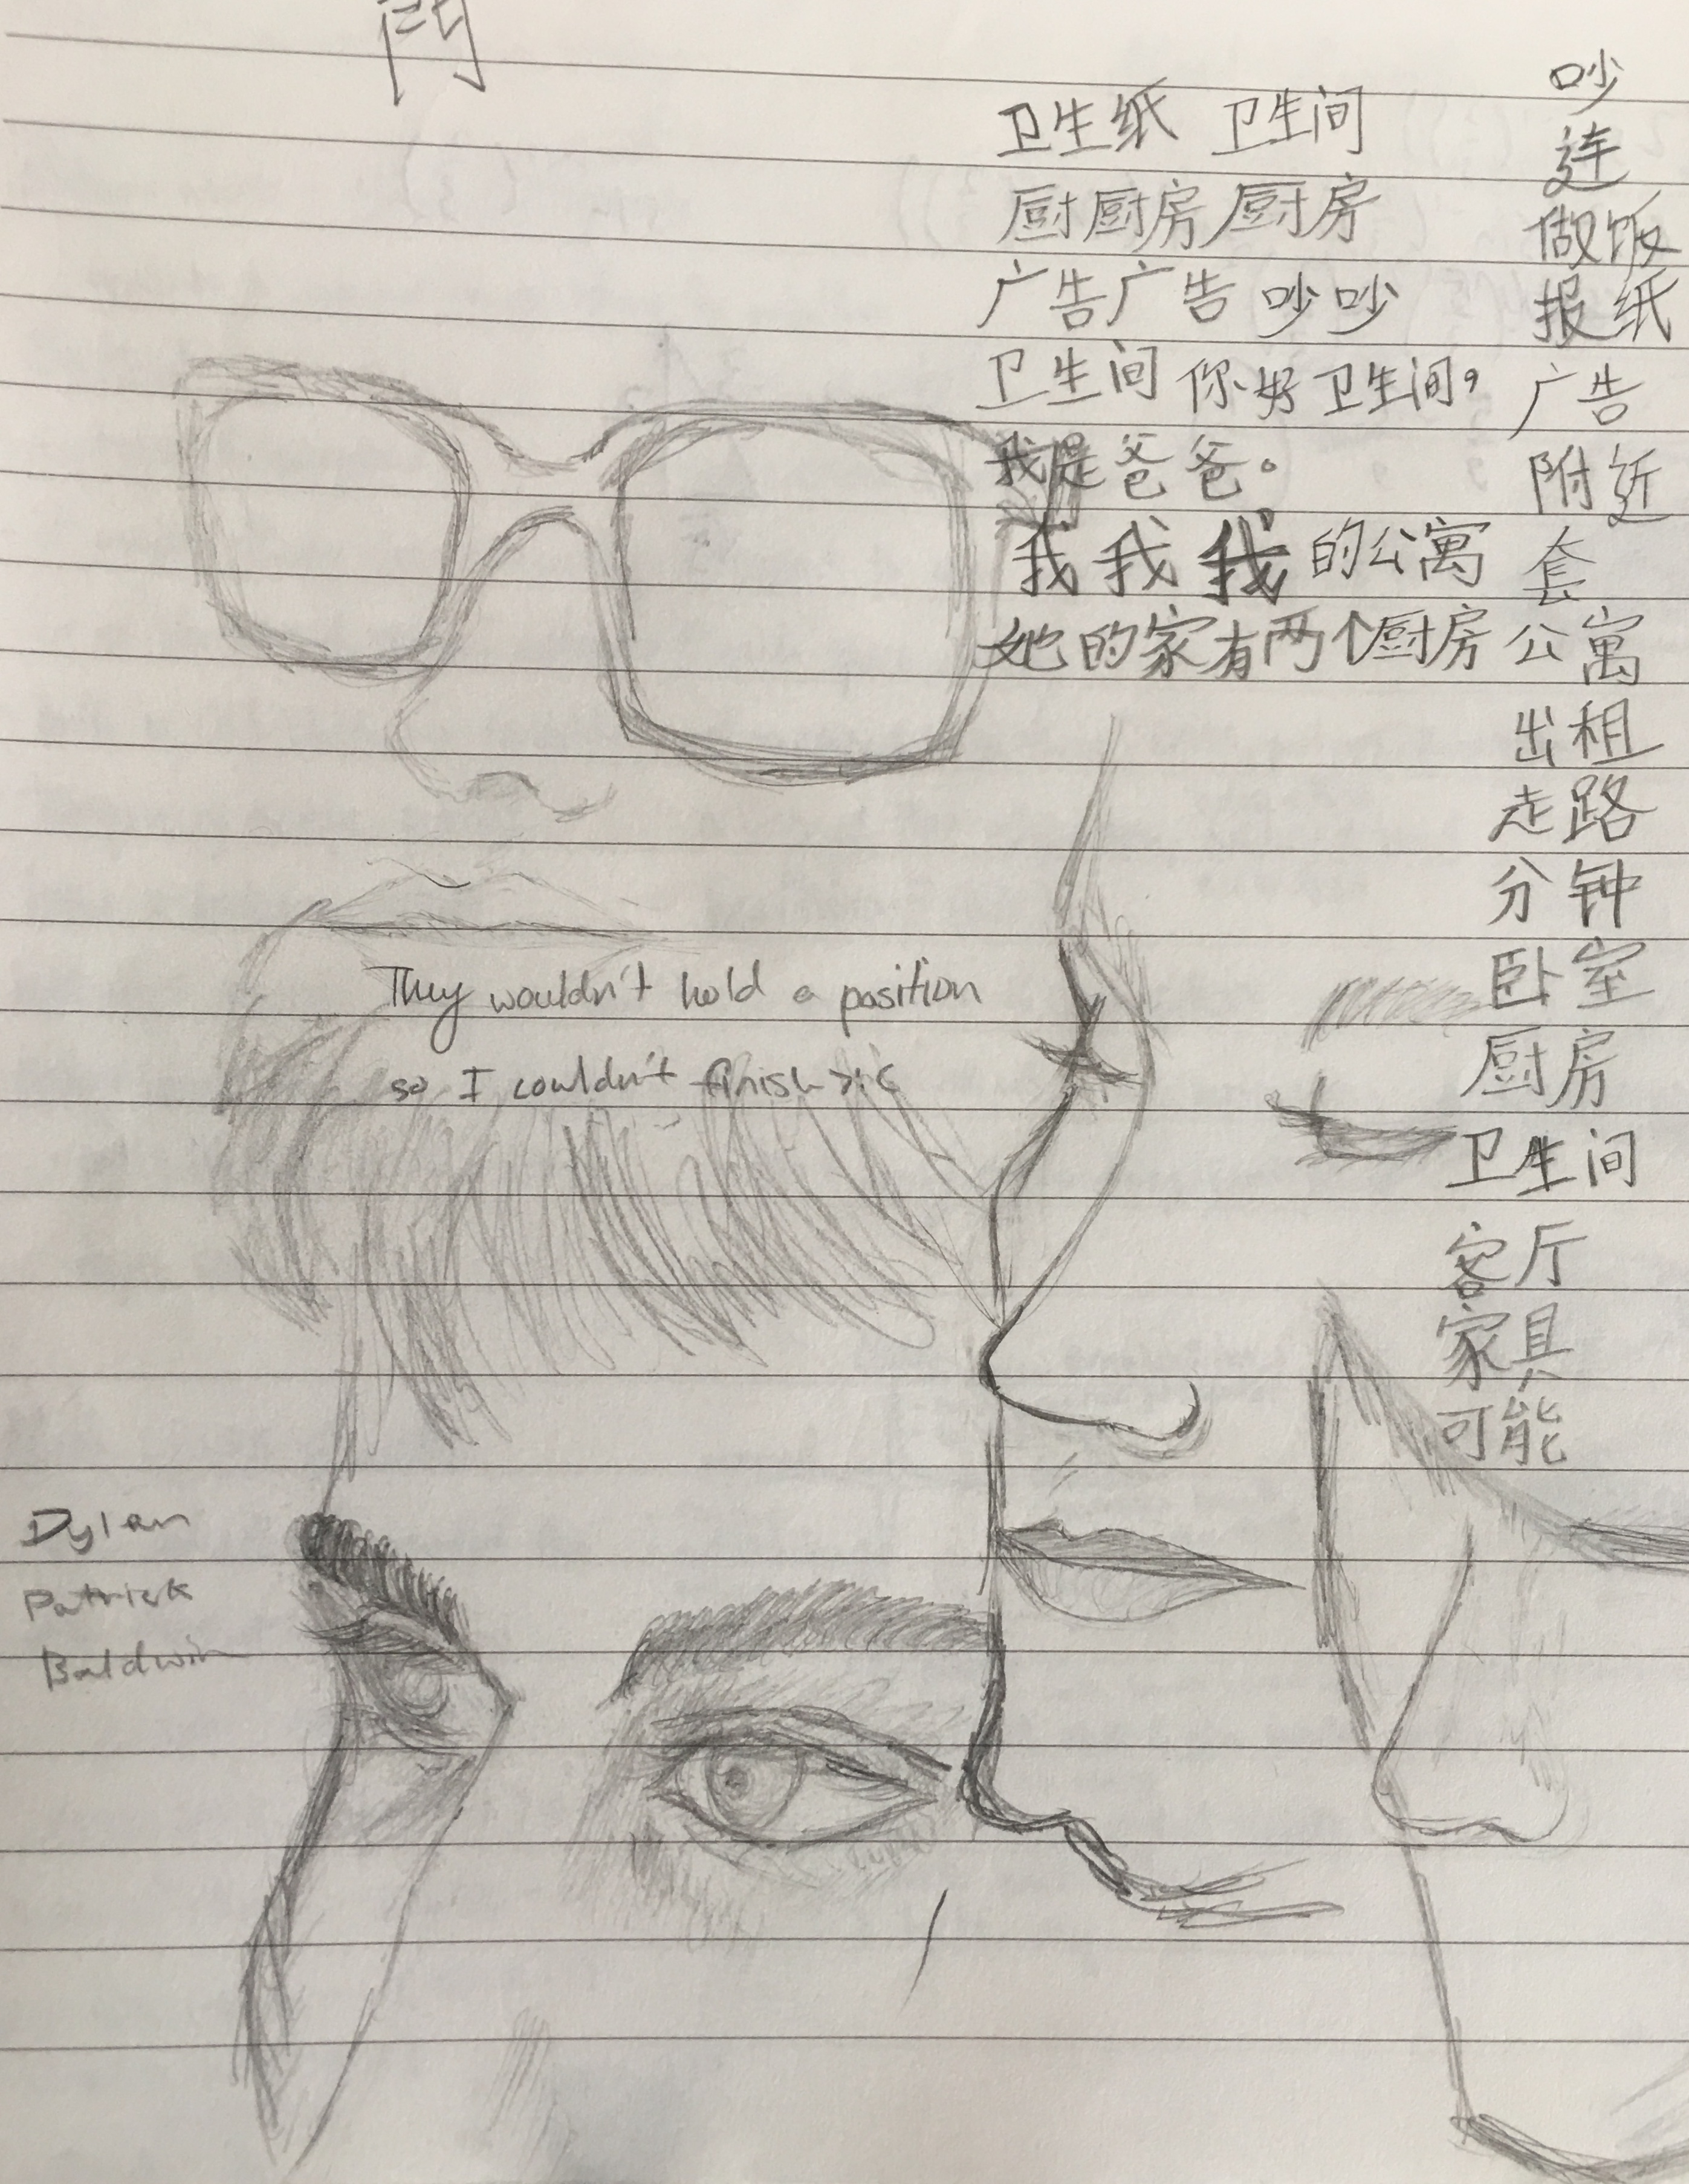 門
卫生纸 卫生间
厨厨房厨房
广告广告 吵吵
卫生间 你好卫生间，
我是爸爸。
我我我的公寓
她的家有两个厨房
吵
连
做饭
报纸
广告
附近
套
公寓
出租
走路
分钟
卧室
厨房
卫生间
客厅
家具
可能
They wouldn't hold a position
so I couldn't finish >:c
Dylan
Patrick
Baldwin